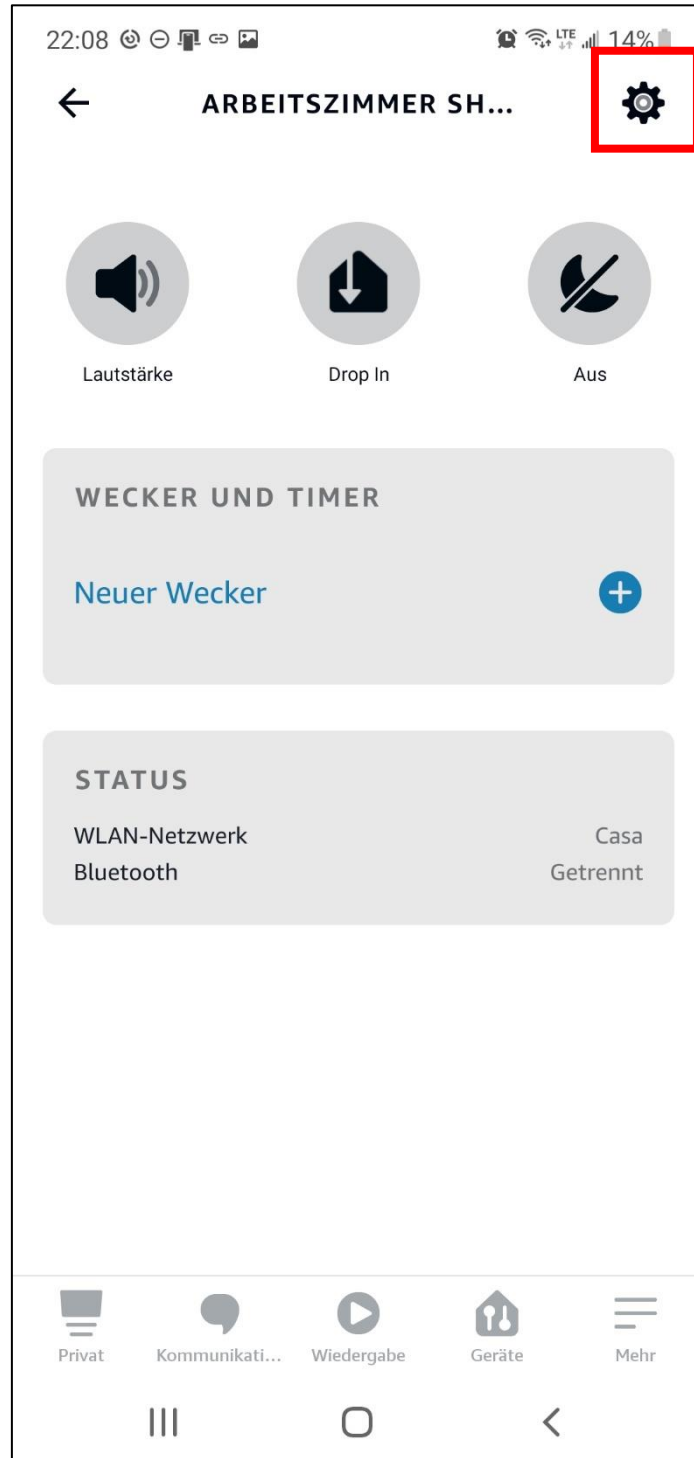 22:08
LTE
14%
ARBEITSZIMMER SH...
Lautstärke
Drop In
Aus
WECKER UND TIMER
Neuer Wecker
STATUS
WLAN-Netzwerk Casa
Bluetooth Getrennt
Privat
Kommunikati...
Wiedergabe
Geräte
Mehr